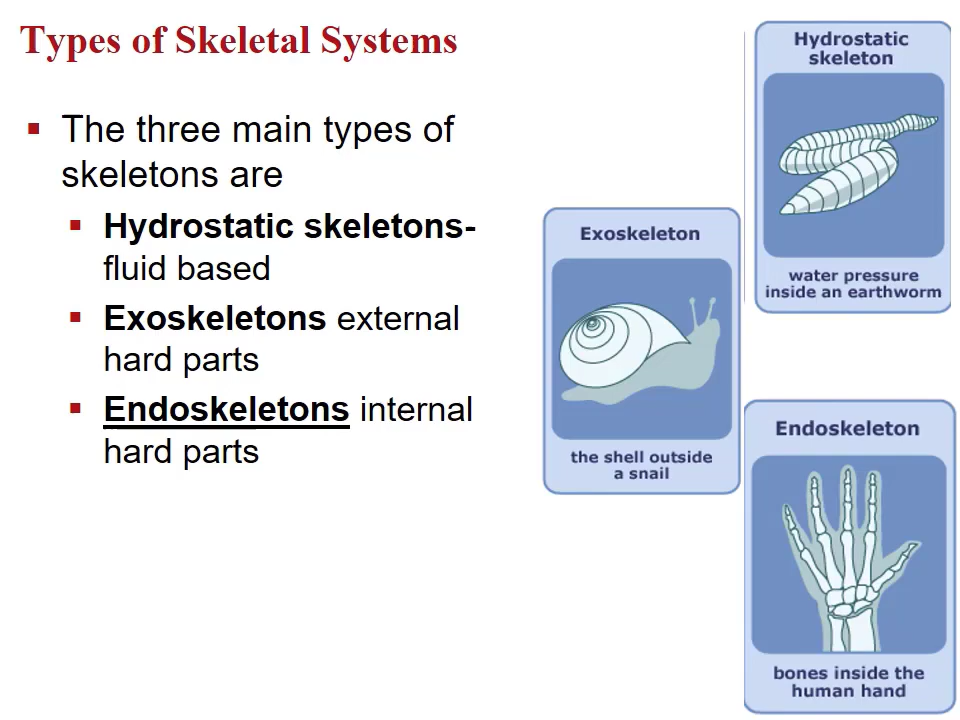 Types of Skeletal Systems
▪ The three main types of
skeletons are
▪ Hydrostatic skeletons-
fluid based
▪ Exoskeletons external
hard parts
▪ Endoskeletons internal
hard parts
Hydrostatic
skeleton
water pressure
inside an earthworm
Exoskeleton
the shell outside
a snail
Endoskeleton
bones inside the
human hand